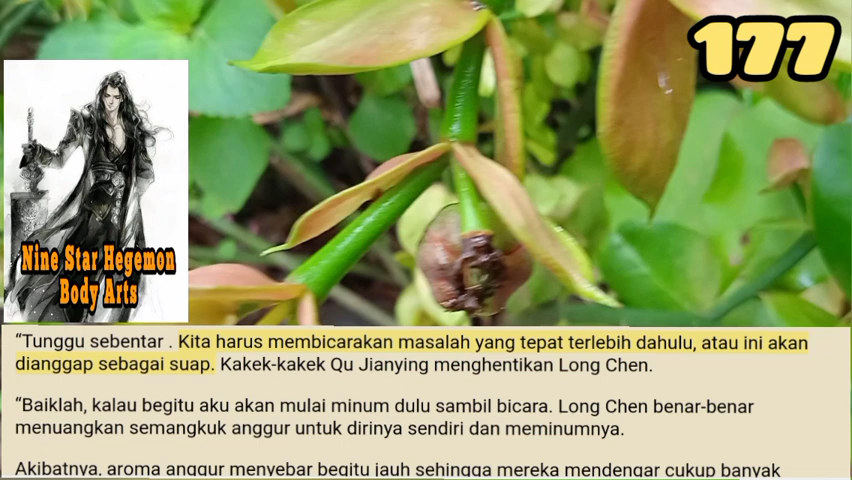 177
Nine Star Hegemon
Body Arts
“Tunggu sebentar . Kita harus membicarakan masalah yang tepat terlebih dahulu, atau ini akan
dianggap sebagai suap. Kakek-kakek Qu Jianying menghentikan Long Chen.
“Baiklah, kalau begitu aku akan mulai minum dulu sambil bicara. Long Chen benar-benar
menuangkan semangkuk anggur untuk dirinya sendiri dan meminumnya.
Akibatnya, aroma anggur menyebar begitu jauh sehingga mereka mendengar cukup banyak